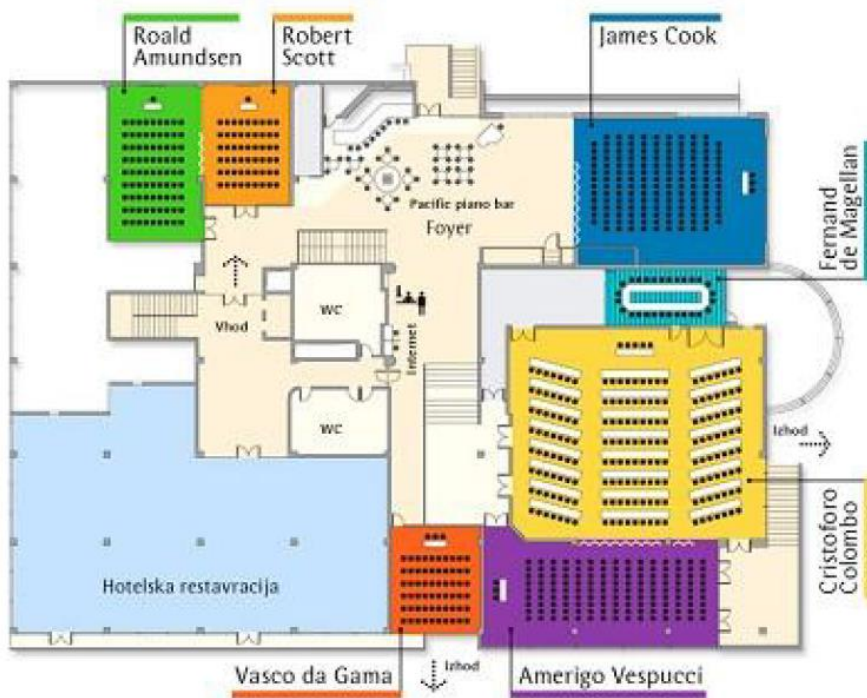 Roald
Amundsen
Robert
Scott
James Cook
Fernand
de Magellan
Pacific piano bar
Foyer
WC
Vhod
Internet
WC
Izhod
Cristoforo
Colombo
Hotelska restavracija
Vasco da Gama
Izhod
Amerigo Vespucci